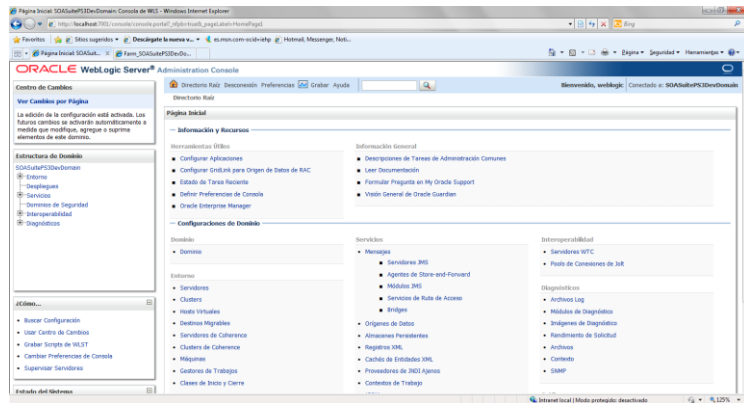 Página Inicial: SOASuitePS3DevDomain: Consola de WLS - Windows Internet Explorer
http://localhost:7001/console/console.portal?_nfpb=true&_pageLabel=HomePage1
Bing
Favoritos Sitios sugeridos Descárgate la nueva v...
Hotmail, Messenger, Noti...
Página Inicial: SOASuit...
Farm_SOASuitePS3DevDo...
Página Seguridad Herramientas
ORACLE WebLogic Server® Administration Console
Centro de Cambios
Ver Cambios por Página
La edición de la configuración está activada. Los
futuros cambios se activarán automáticamente a
medida que modifique, agregue o suprima
elementos de este dominio.
Estructura de Dominio
SOASuitePS3DevDomain
Entorno
Despliegues
Servicios
Dominios de Seguridad
Interoperabilidad
Diagnósticos
¿Cómo...
Buscar Configuración
Usar Centro de Cambios
Grabar Scripts de WLST
Cambiar Preferencias de Consola
Supervisar Servidores
Estado del Sistema
Directorio Raíz Desconexión Preferencias Grabar Ayuda
Bienvenido, weblogic Conectado a: SOASuitePS3DevDomain
Directorio Raíz
Página Inicial
Información y Recursos
Herramientas Útiles
Configurar Aplicaciones
Configurar GridLink para Origen de Datos de RAC
Estado de Tarea Reciente
Definir Preferencias de Consola
Oracle Enterprise Manager
Información General
Descripciones de Tareas de Administración Comunes
Leer Documentación
Formular Pregunta en My Oracle Support
Visión General de Oracle Guardian
Configuraciones de Dominio
Dominio
Dominio
Entorno
Servidores
Clusters
Hosts Virtuales
Destinos Migrables
Servidores de Coherence
Clusters de Coherence
Máquinas
Gestores de Trabajos
Clases de Inicio y Cierre
Servicios
Mensajes
Servidores JMS
Agentes de Store-and-Forward
Módulos JMS
Servicios de Ruta de Acceso
Bridges
Orígenes de Datos
Almacenes Persistentes
Registros XML
Cachés de Entidades XML
Proveedores de JNDI Ajenos
Contextos de Trabajo
Interoperabilidad
Servidores WTC
Pools de Conexiones de Jolt
Diagnósticos
Archivos Log
Módulos de Diagnóstico
Imágenes de Diagnóstico
Rendimiento de Solicitud
Archivos
Contexto
SNMP
Intranet local | Modo protegido: desactivado
125%